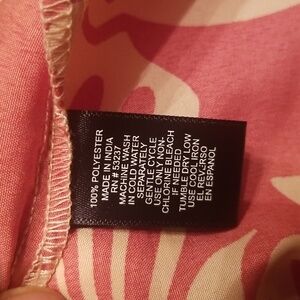 100% POLYESTER
MADE IN INDIA
RN # 53237
MACHINE WASH
IN COLD WATER
SEPARATELY
GENTLE CYCLE
USE ONLY NON-
CHLORINE BLEACH
IF NEEDED
TUMBLE DRY LOW
USE COOL IRON
EL REVERSO
EN ESPANOL